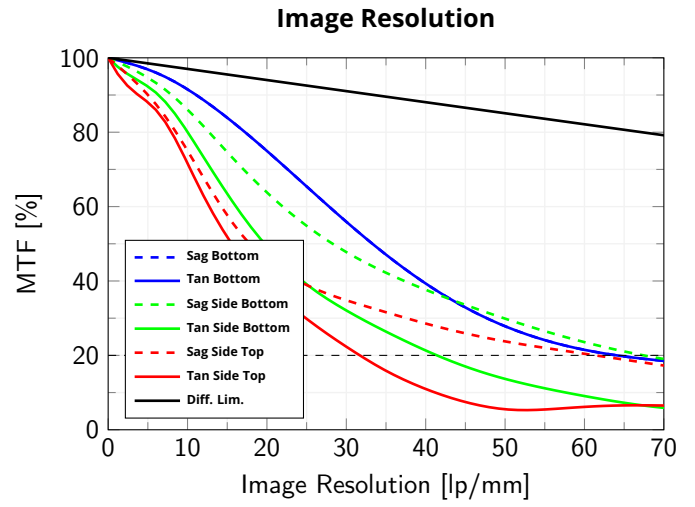 Image Resolution
100
80
60
40
20
0
MTF [%]
Sag Bottom
Tan Bottom
Sag Side Bottom
Tan Side Bottom
Sag Side Top
Tan Side Top
Diff. Lim.
0 10 20 30 40 50 60 70
Image Resolution [lp/mm]